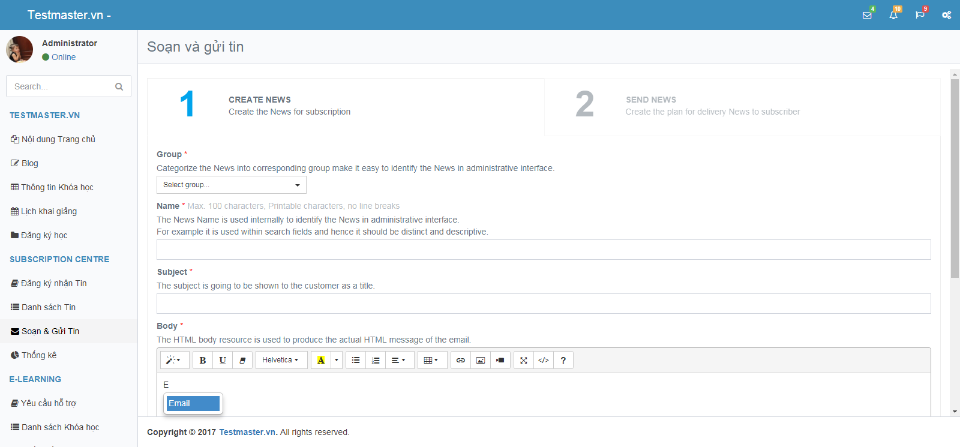 Testmaster.vn -
4
10
9
Administrator
Online
Search...
TESTMASTER.VN
Nội dung Trang chủ
Blog
Thông tin Khóa học
Lịch khai giảng
Đăng ký học
SUBSCRIPTION CENTRE
Đăng ký nhận Tin
Danh sách Tin
Soạn & Gửi Tin
Thống kê
E-LEARNING
Yêu cầu hỗ trợ
Danh sách Khóa học
Soạn và gửi tin
1
CREATE NEWS
Create the News for subscription
2
SEND NEWS
Create the plan for delivery News to subscriber
Group *
Categorize the News into corresponding group make it easy to identify the News in administrative interface.
Select group...
Name * Max. 100 characters, Printable characters, no line breaks
The News Name is used internally to identify the News in administrative interface.
For example it is used within search fields and hence it should be distinct and descriptive.
Subject *
The subject is going to be shown to the customer as a title.
Body *
The HTML body resource is used to produce the actual HTML message of the email.
B U Helvetica A </> ?
E
Email
Copyright © 2017 Testmaster.vn. All rights reserved.